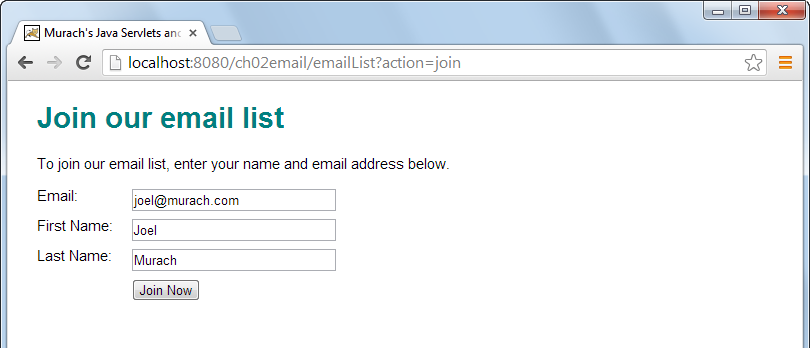 Murach's Java Servlets and
localhost:8080/ch02email/emailList?action=join
Join our email list
To join our email list, enter your name and email address below.
Email: joel@murach.com
First Name: Joel
Last Name: Murach
Join Now